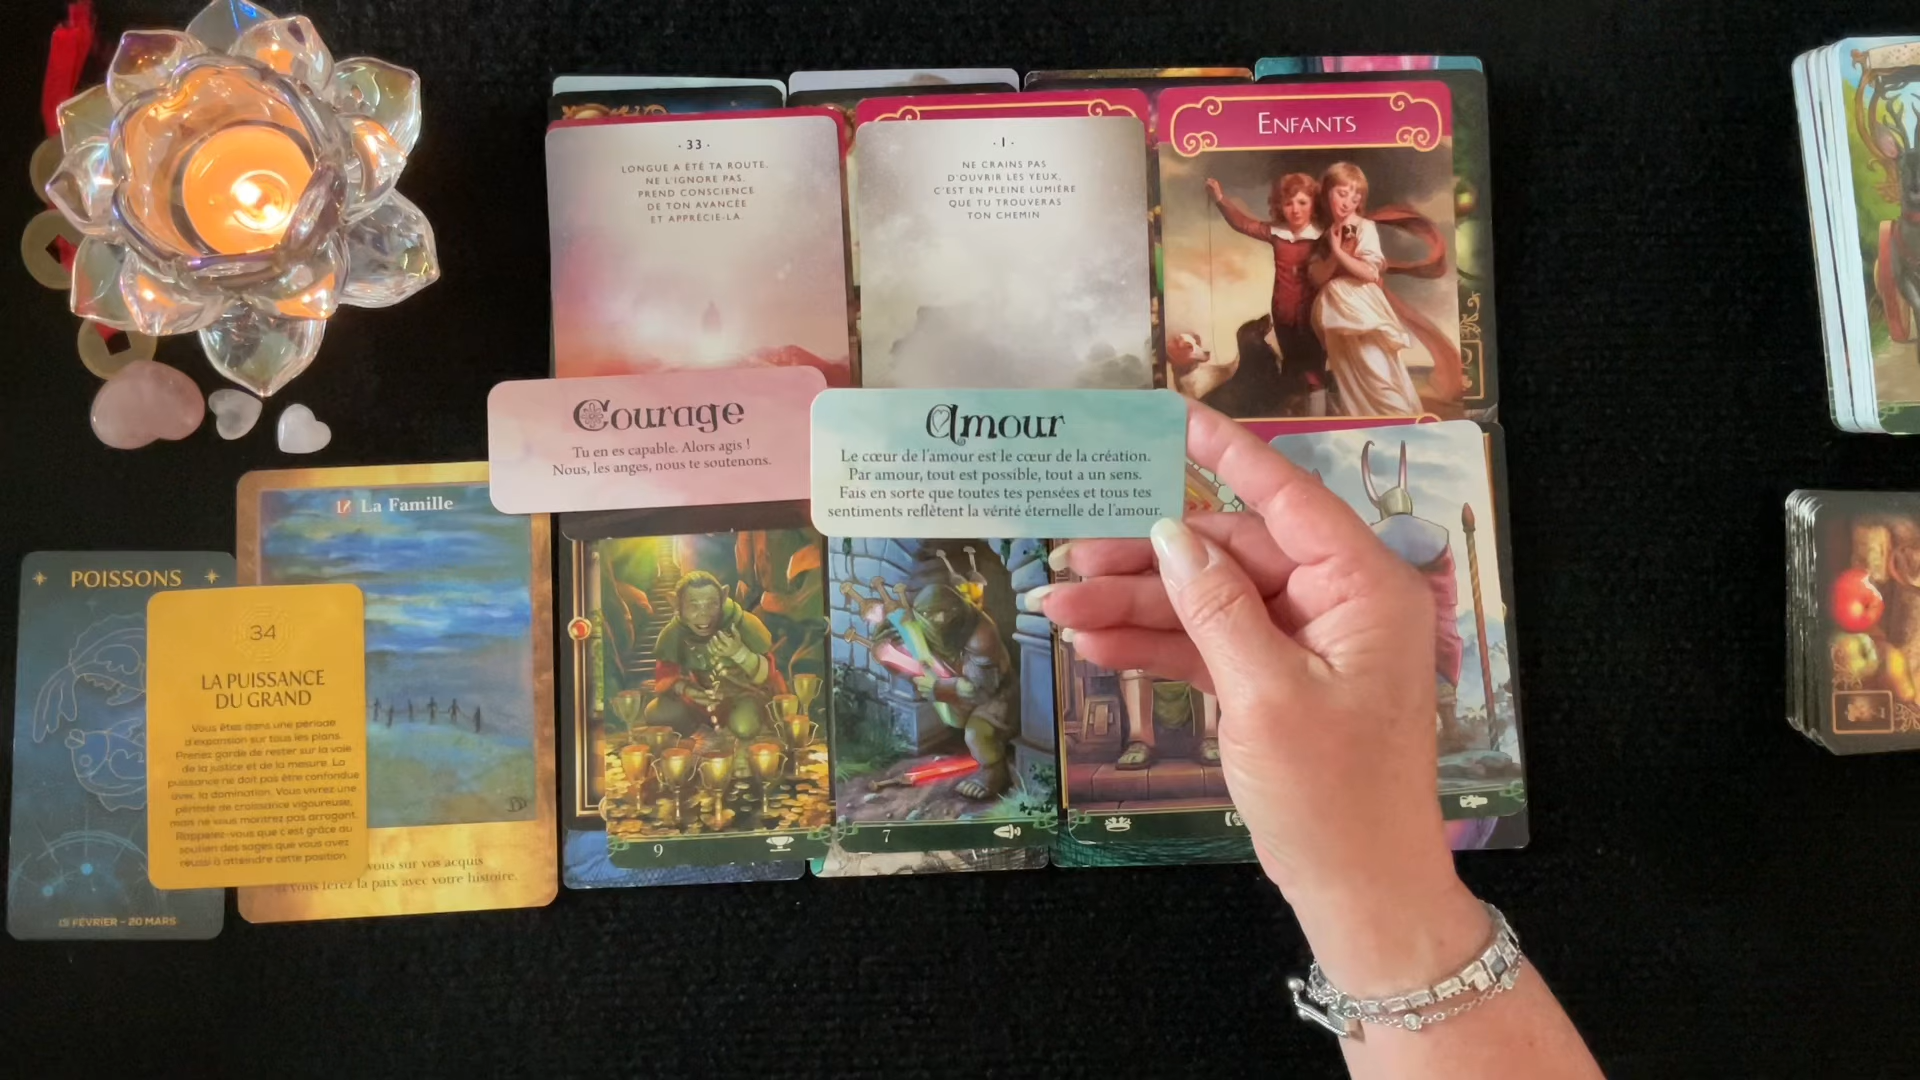 · 33 ·
LONGUE A ÉTÉ TA ROUTE,
NE L'IGNORE PAS.
PREND CONSCIENCE
DE TON AVANCÉE
ET APPRÉCIE-LA.
· I ·
NE CRAINS PAS
D'OUVRIR LES YEUX,
C'EST EN PLEINE LUMIÈRE
QUE TU TROUVERAS
TON CHEMIN
ENFANTS
Courage
Tu en es capable. Alors agis !
Nous, les anges, nous te soutenons.
Amour
Le cœur de l'amour est le cœur de la création.
Par amour, tout est possible, tout a un sens.
Fais en sorte que toutes tes pensées et tous tes
sentiments reflètent la vérité éternelle de l'amour.
La Famille
vous sur vos acquis
vous ferez la paix avec votre histoire.
POISSONS
FÉVRIER – 20 MARS
34
LA PUISSANCE
DU GRAND
Vous êtes dans une période
d'expansion sur tous les plans.
Prenez garde de rester sur la voie
de la justice et de la mesure. La
puissance ne doit pas être confondue
avec la domination. Vous vivrez une
période de croissance vigoureuse,
mais ne vous montrez pas arrogant.
Rappelez-vous que c'est grâce au
soutien des sages que vous avez
réussi à atteindre cette position.
9
7